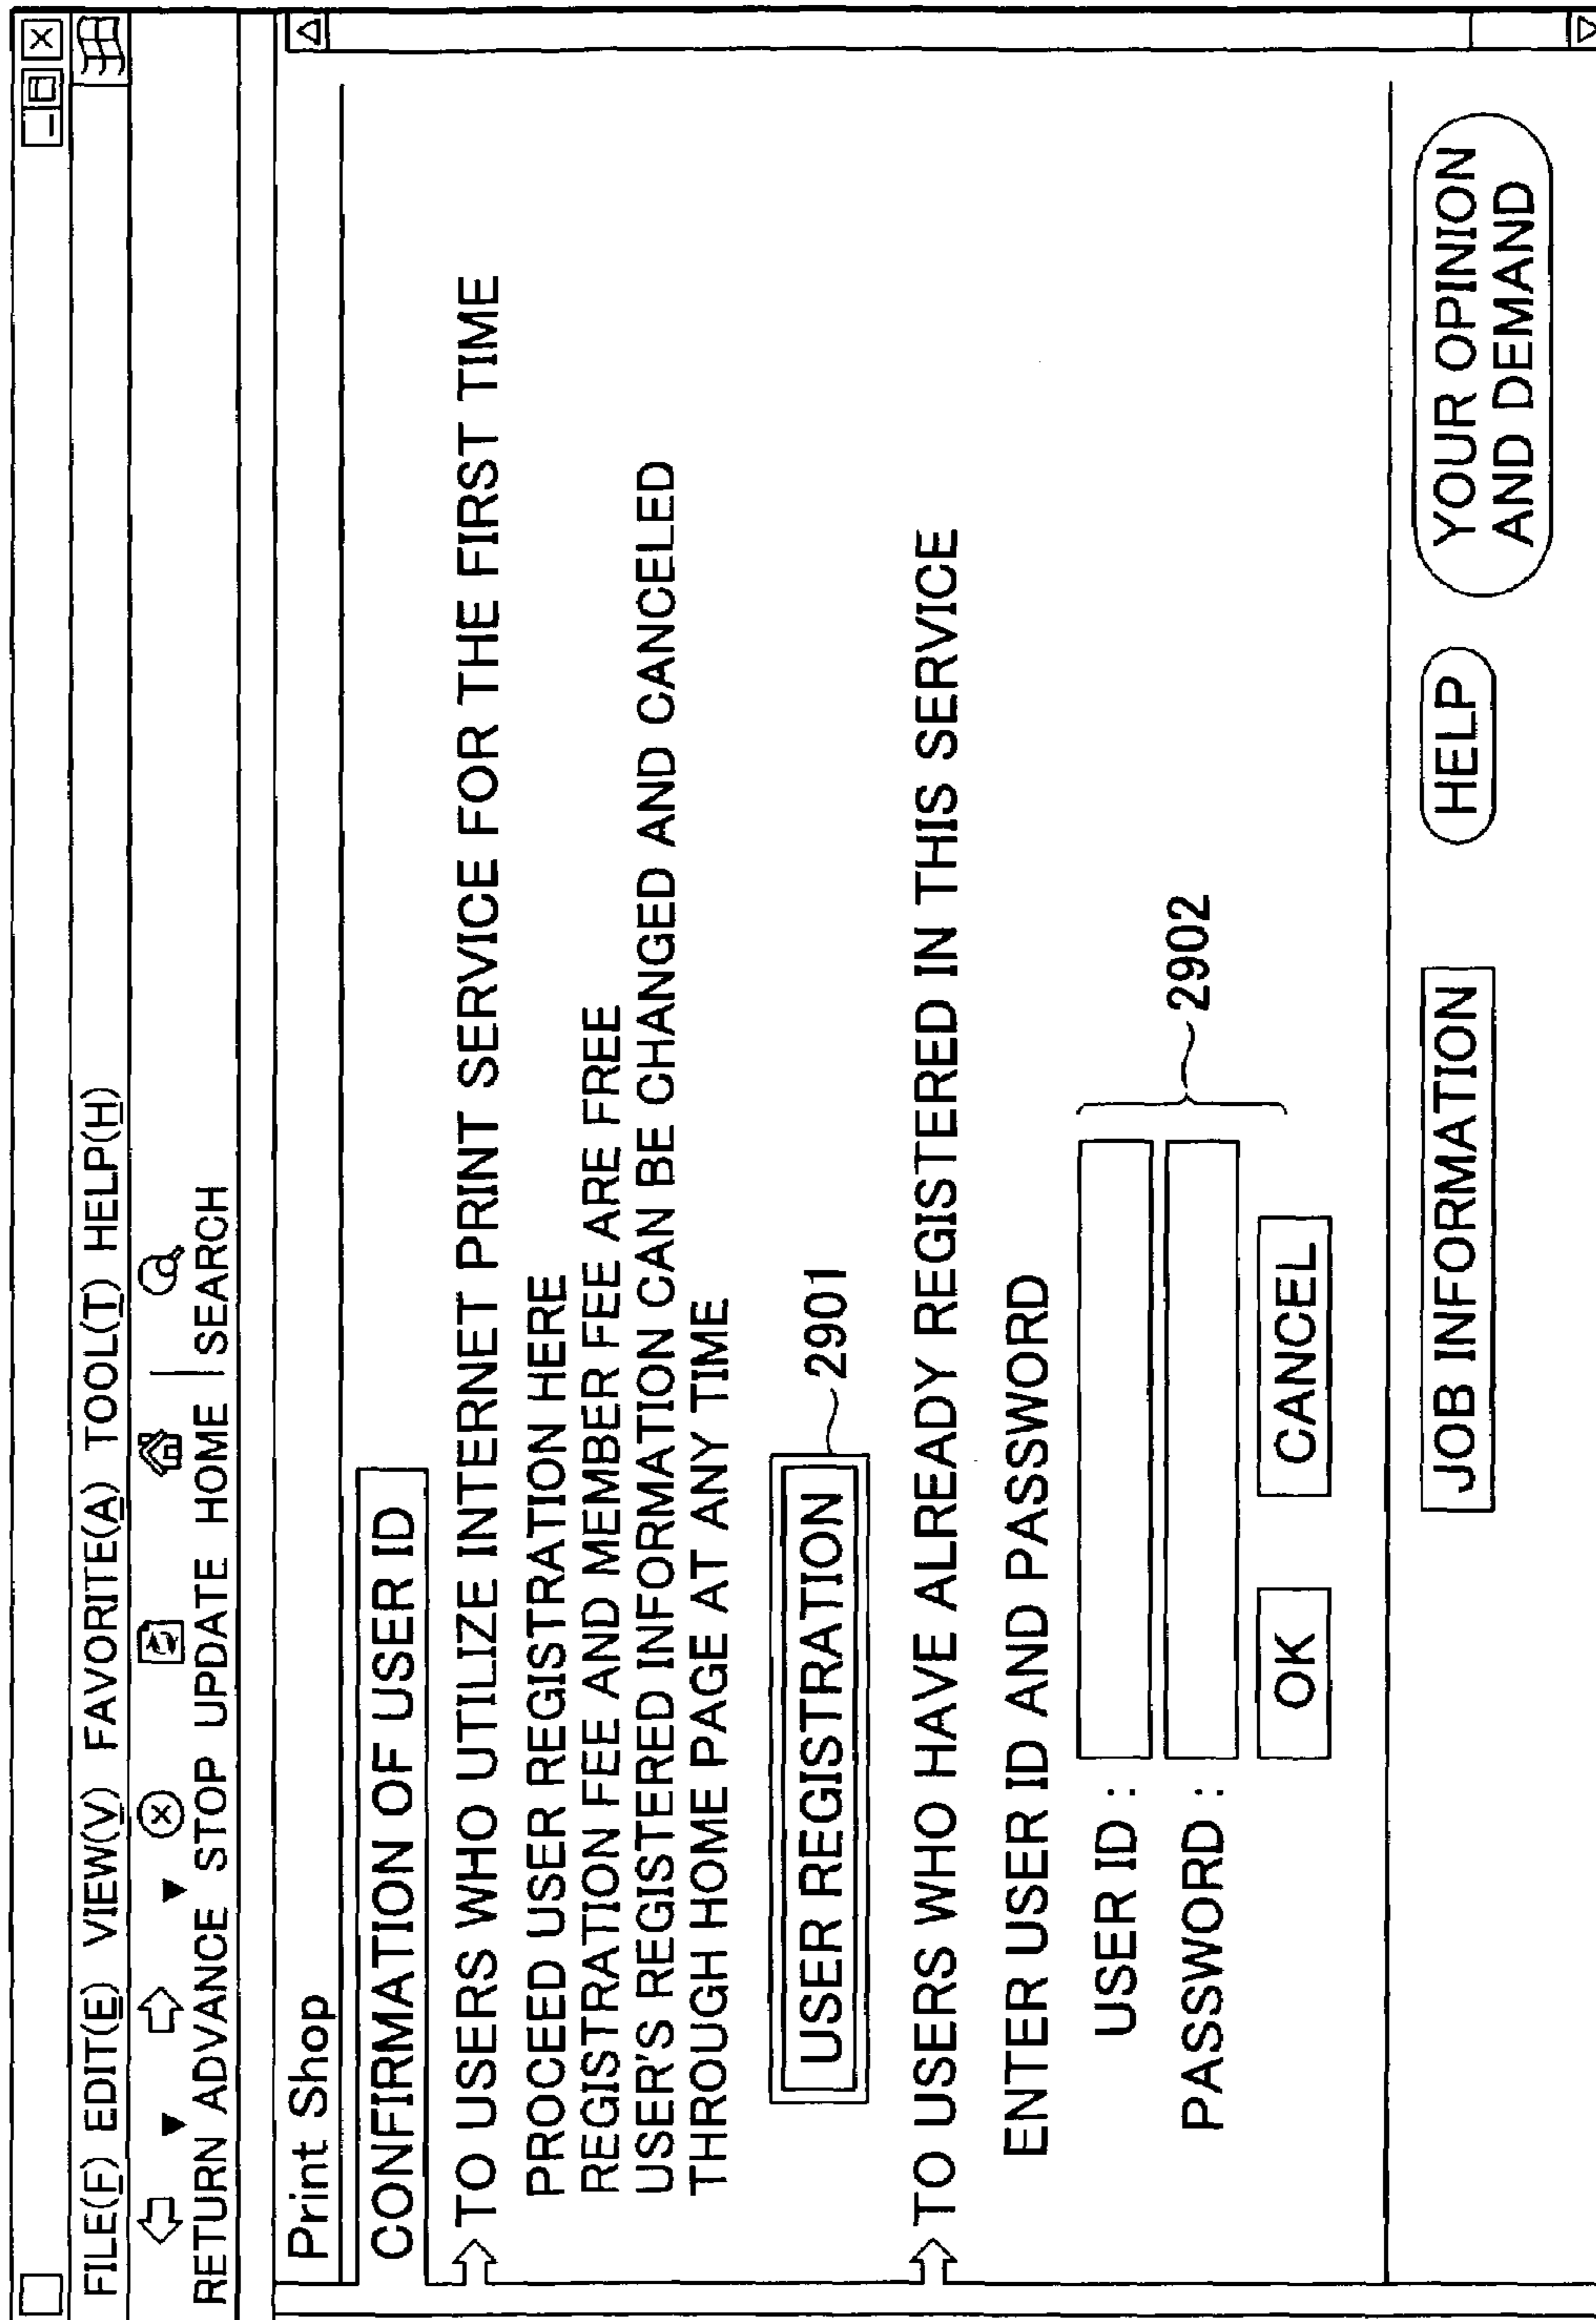 FILE(F) EDIT(E) VIEW(V) FAVORITE(A) TOOL(T) HELP(H)
RETURN ADVANCE STOP UPDATE HOME SEARCH
Print Shop
CONFIRMATION OF USER ID
TO USERS WHO UTILIZE INTERNET PRINT SERVICE FOR THE FIRST TIME
PROCEED USER REGISTRATION HERE
REGISTRATION FEE AND MEMBER FEE ARE FREE
USER'S REGISTERED INFORMATION CAN BE CHANGED AND CANCELED
THROUGH HOME PAGE AT ANY TIME
USER REGISTRATION 2901
TO USERS WHO HAVE ALREADY REGISTERED IN THIS SERVICE
ENTER USER ID AND PASSWORD
USER ID :
PASSWORD : 2902
OK CANCEL
JOB INFORMATION HELP YOUR OPINION
AND DEMAND